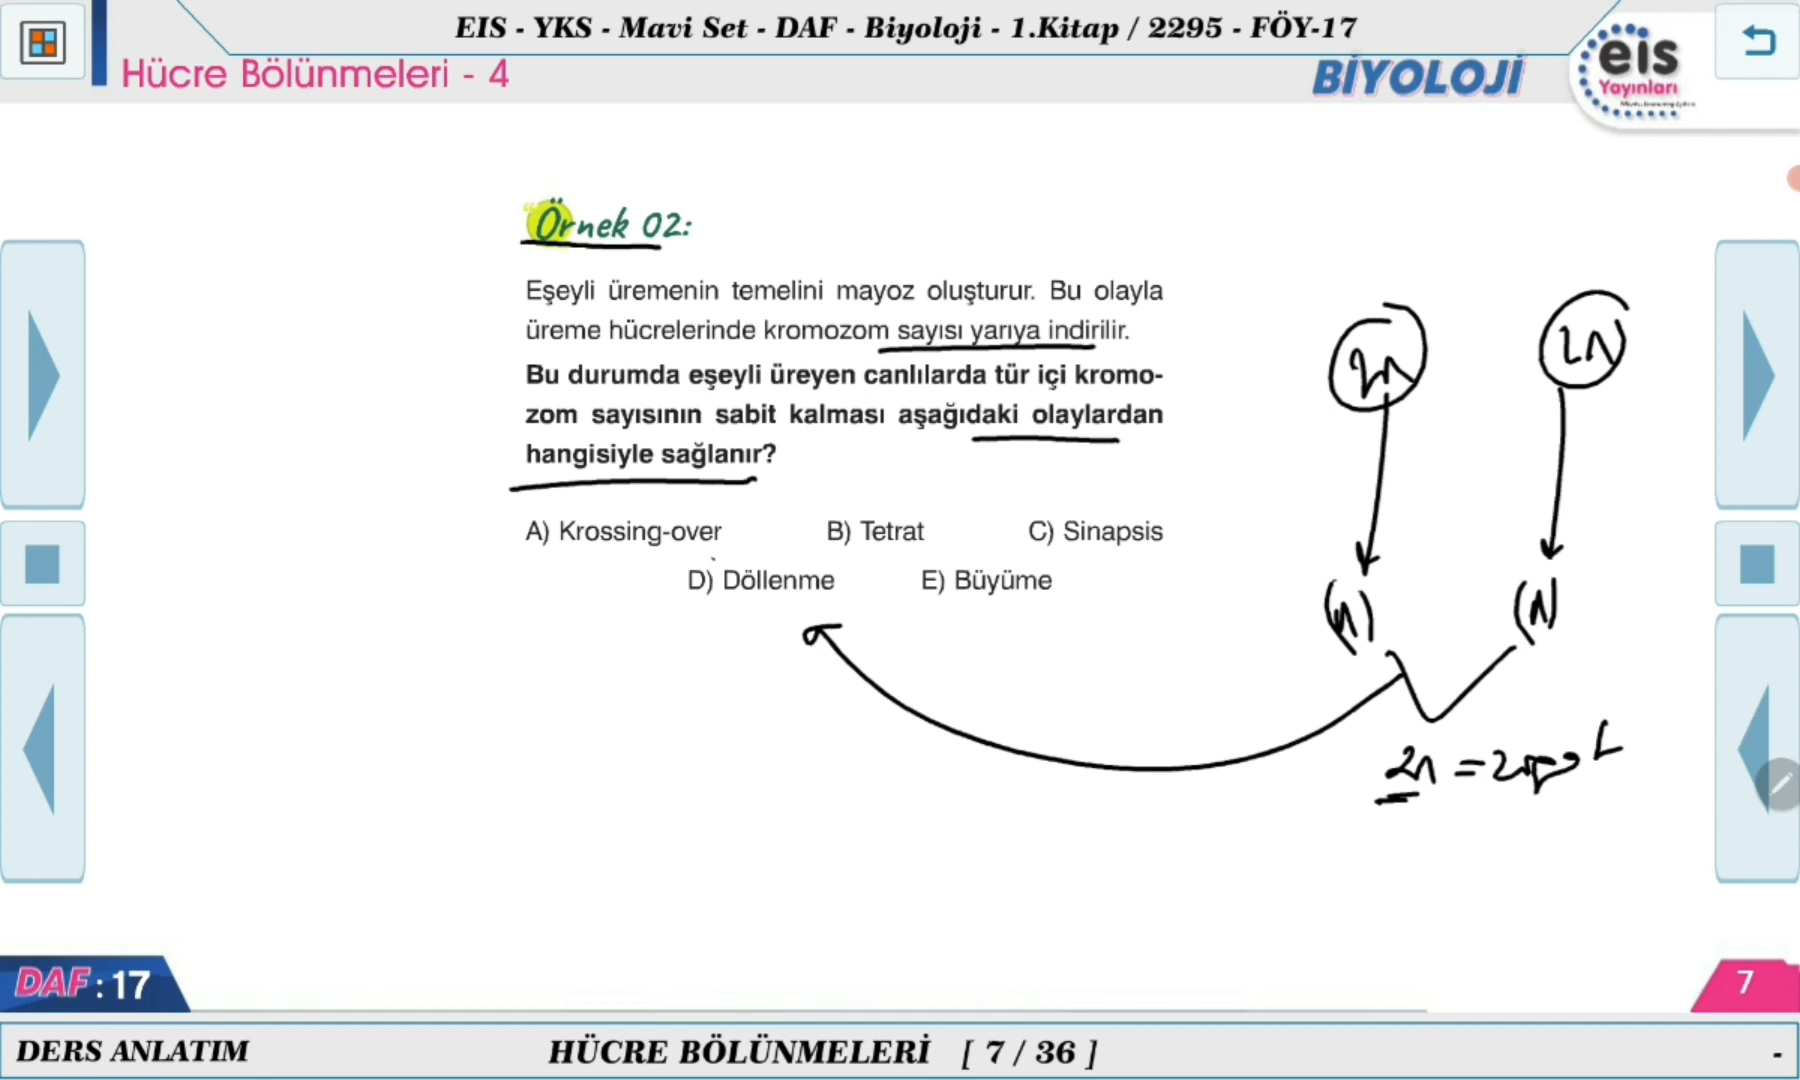 EIS - YKS - Mavi Set - DAF - Biyoloji - 1.Kitap / 2295 - FÖY-17
Hücre Bölünmeleri - 4
BİYOLOJİ
eis
Yayınları
Örnek 02:
Eşeyli üremenin temelini mayoz oluşturur. Bu olayla
üreme hücrelerinde kromozom sayısı yarıya indirilir.
Bu durumda eşeyli üreyen canlılarda tür içi kromo-
zom sayısının sabit kalması aşağıdaki olaylardan
hangisiyle sağlanır?
A) Krossing-over B) Tetrat C) Sinapsis
D) Döllenme E) Büyüme
2n 2n
(n) (n)
2n =
DAF : 17
7
DERS ANLATIM
HÜCRE BÖLÜNMELERİ [ 7 / 36 ]
-